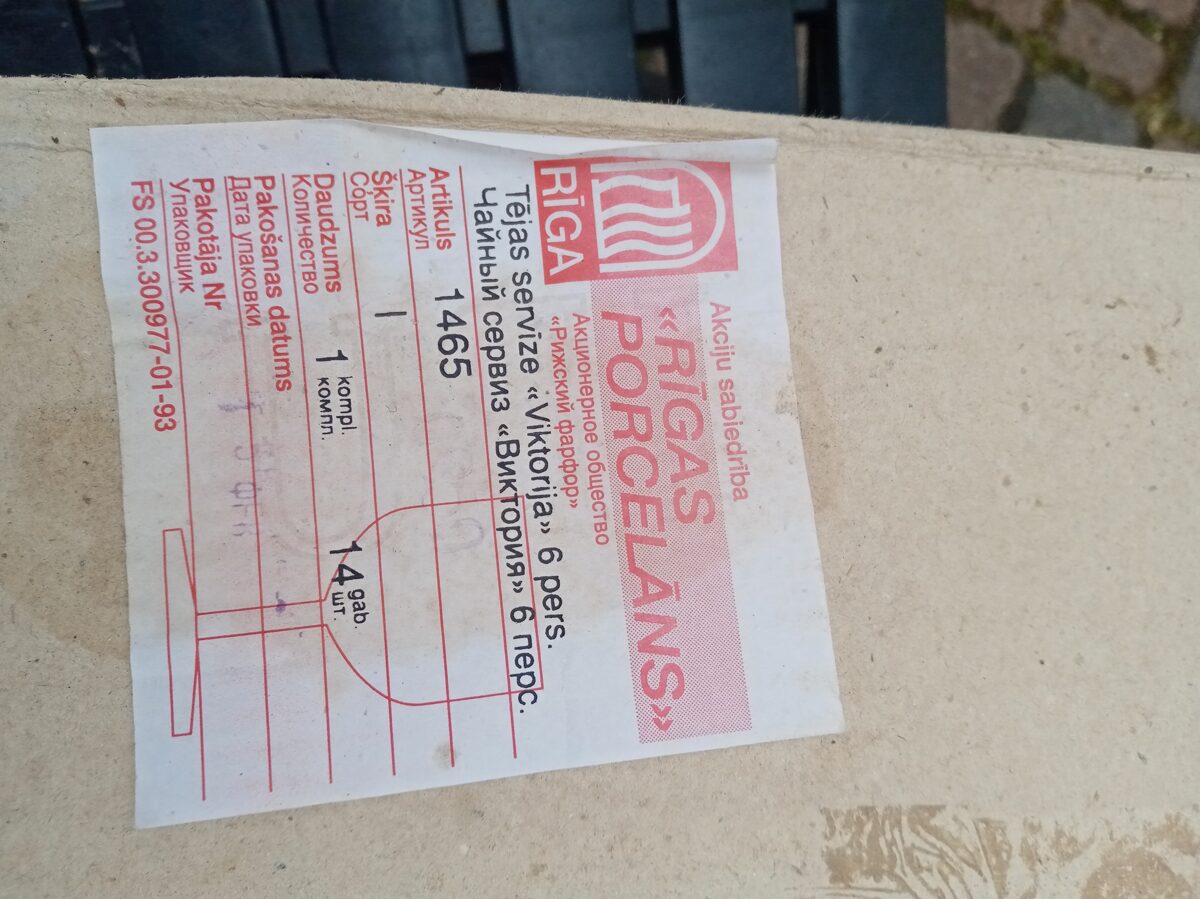 Akciju sabiedrība
«RĪGAS
PORCELĀNS»
RĪGA
Акционерное общество
«Рижский фарфор»
Tējas servīze «Viktorija» 6 pers.
Чайный сервиз «Виктория» 6 перс.
Artikuls 1465
Артикул
Šķira I
Сорт
Daudzums 1 kompl. 14 gab.
Количество компл. шт.
Pakošanas datums
Дата упаковки
Pakotāja Nr
Упаковщик
FS 00.3.300977-01-93